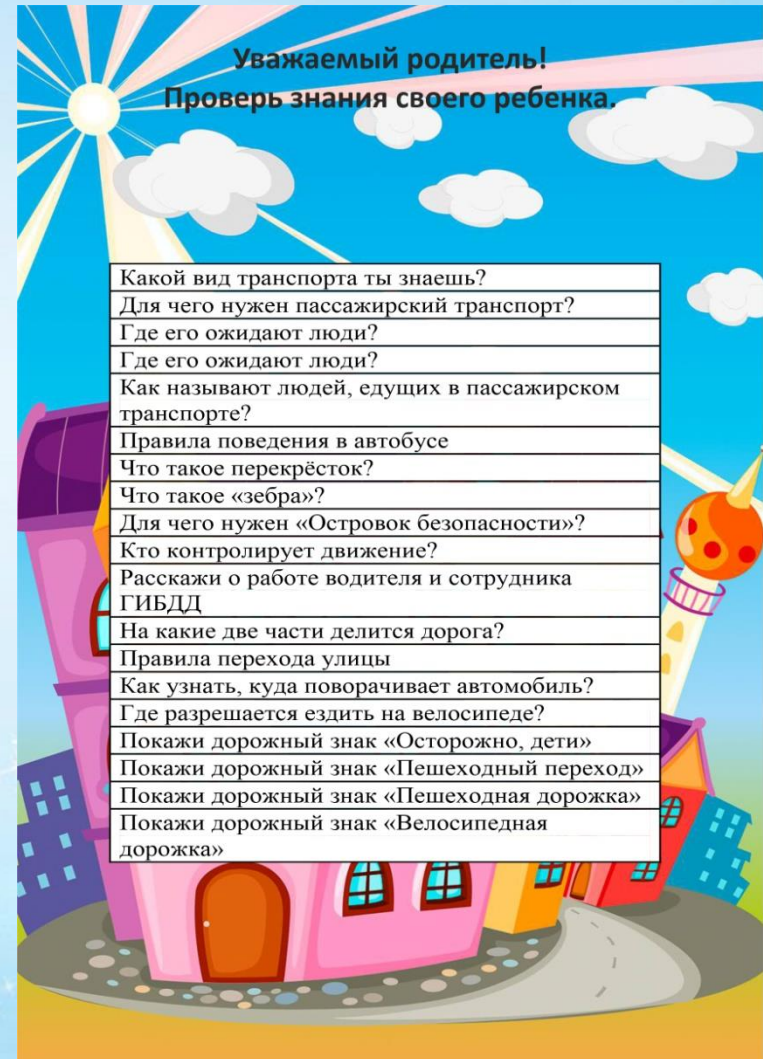 Уважаемый родитель!
Проверь знания своего ребенка.
Какой вид транспорта ты знаешь?
Для чего нужен пассажирский транспорт?
Где его ожидают люди?
Где его ожидают люди?
Как называют людей, едущих в пассажирском
транспорте?
Правила поведения в автобусе
Что такое перекрёсток?
Что такое «зебра»?
Для чего нужен «Островок безопасности»?
Кто контролирует движение?
Расскажи о работе водителя и сотрудника
ГИБДД
На какие две части делится дорога?
Правила перехода улицы
Как узнать, куда поворачивает автомобиль?
Где разрешается ездить на велосипеде?
Покажи дорожный знак «Осторожно, дети»
Покажи дорожный знак «Пешеходный переход»
Покажи дорожный знак «Пешеходная дорожка»
Покажи дорожный знак «Велосипедная
дорожка»